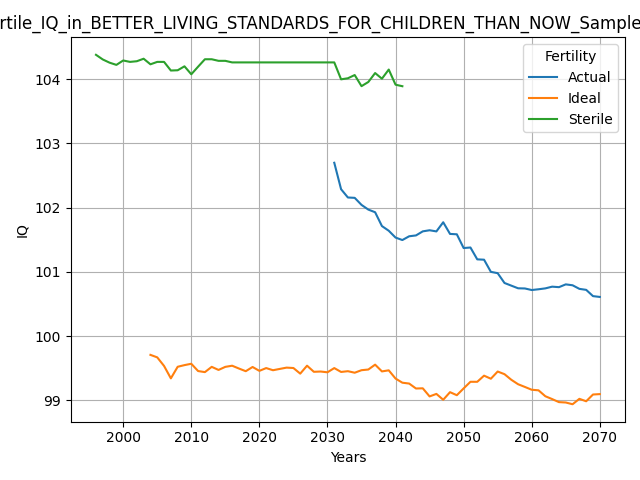 rtile_IQ_in_BETTER_LIVING_STANDARDS_FOR_CHILDREN_THAN_NOW_Sample
Fertility
Actual
Ideal
Sterile
IQ
104
103
102
101
100
99
2000 2010 2020 2030 2040 2050 2060 2070
Years